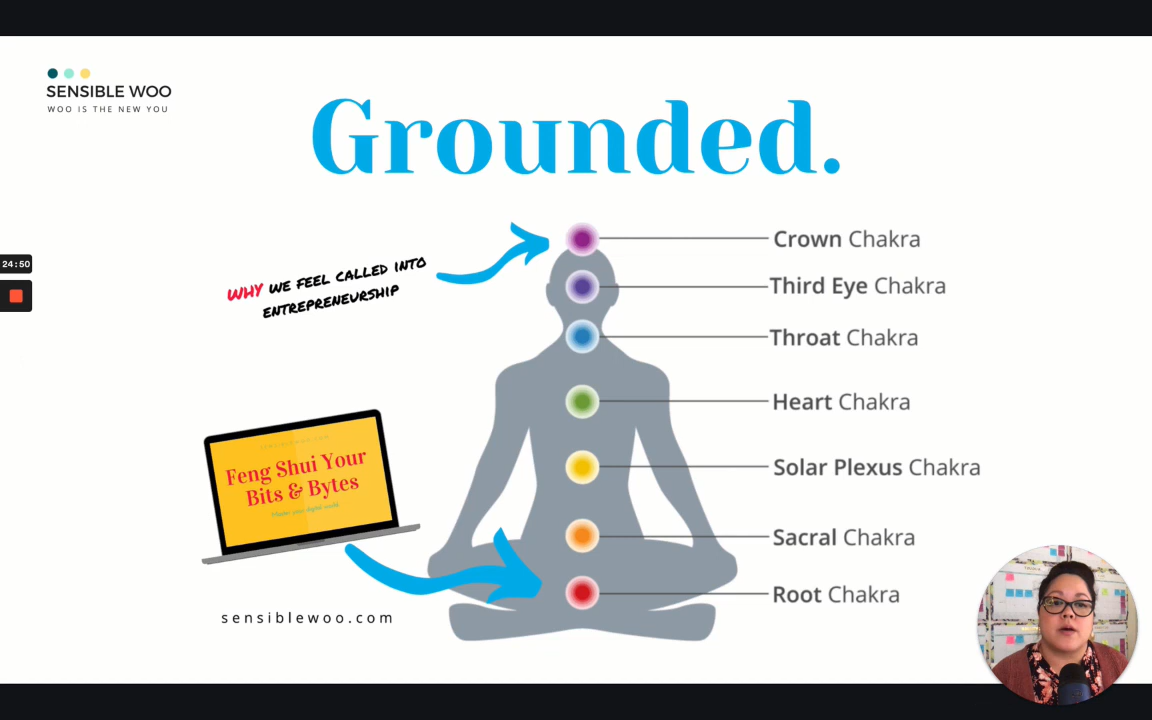 SENSIBLE WOO
WOO IS THE NEW YOU
Grounded.
24:50
WHY WE FEEL CALLED INTO
ENTREPRENEURSHIP
Crown Chakra
Third Eye Chakra
Throat Chakra
Heart Chakra
Solar Plexus Chakra
Sacral Chakra
Root Chakra
Feng Shui Your
Bits & Bytes
sensiblewoo.com